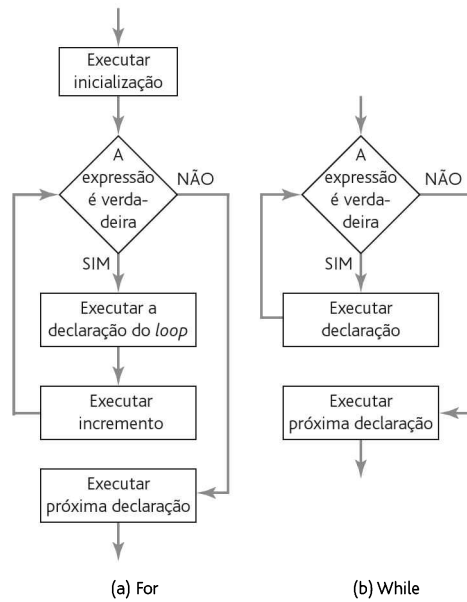 Executar
inicialização
A
expressão
é verda-
deira
NÃO
SIM
Executar a
declaração do loop
Executar
incremento
Executar
próxima declaração
(a) For
A
expressão
é verda-
deira
NÃO
SIM
Executar
declaração
Executar
próxima declaração
(b) While